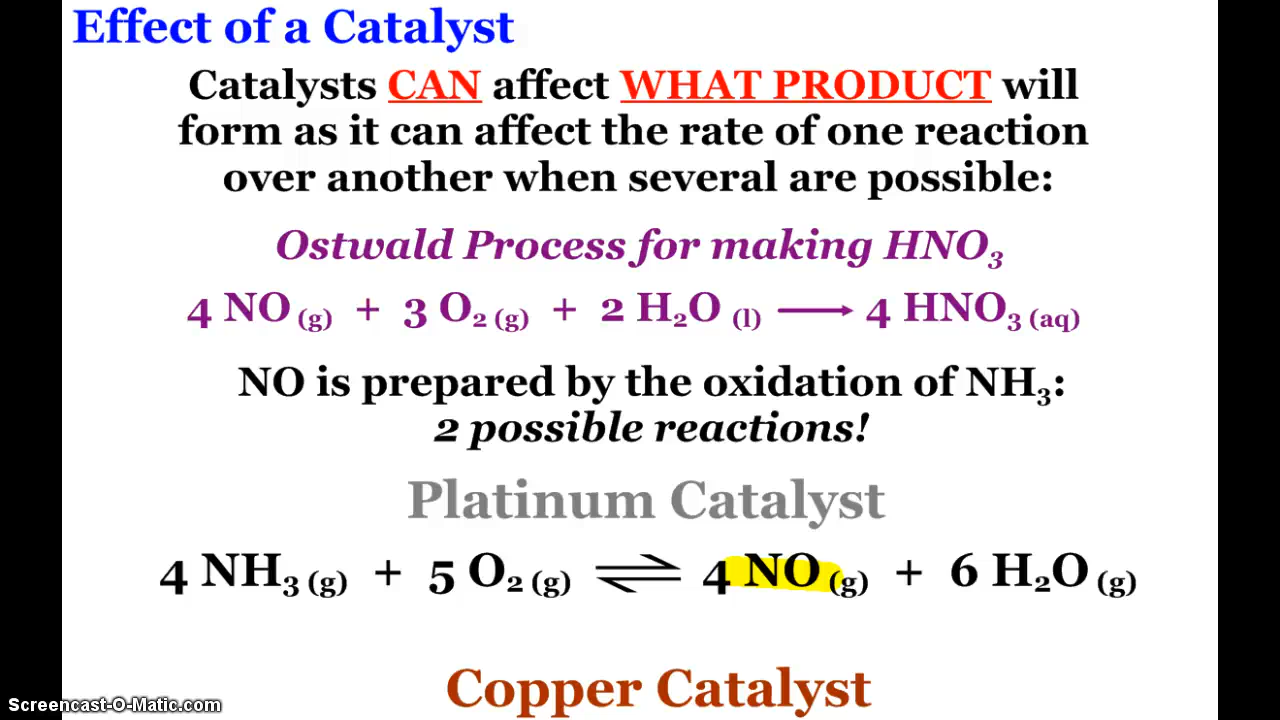 Effect of a Catalyst
Catalysts CAN affect WHAT PRODUCT will
form as it can affect the rate of one reaction
over another when several are possible:
Ostwald Process for making HNO₃
4 NO (g) + 3 O₂ (g) + 2 H₂O (l) ⟶ 4 HNO₃ (aq)
NO is prepared by the oxidation of NH₃:
2 possible reactions!
Platinum Catalyst
4 NH₃ (g) + 5 O₂ (g) ⇌ 4 NO (g) + 6 H₂O (g)
Copper Catalyst
Screencast-O-Matic.com